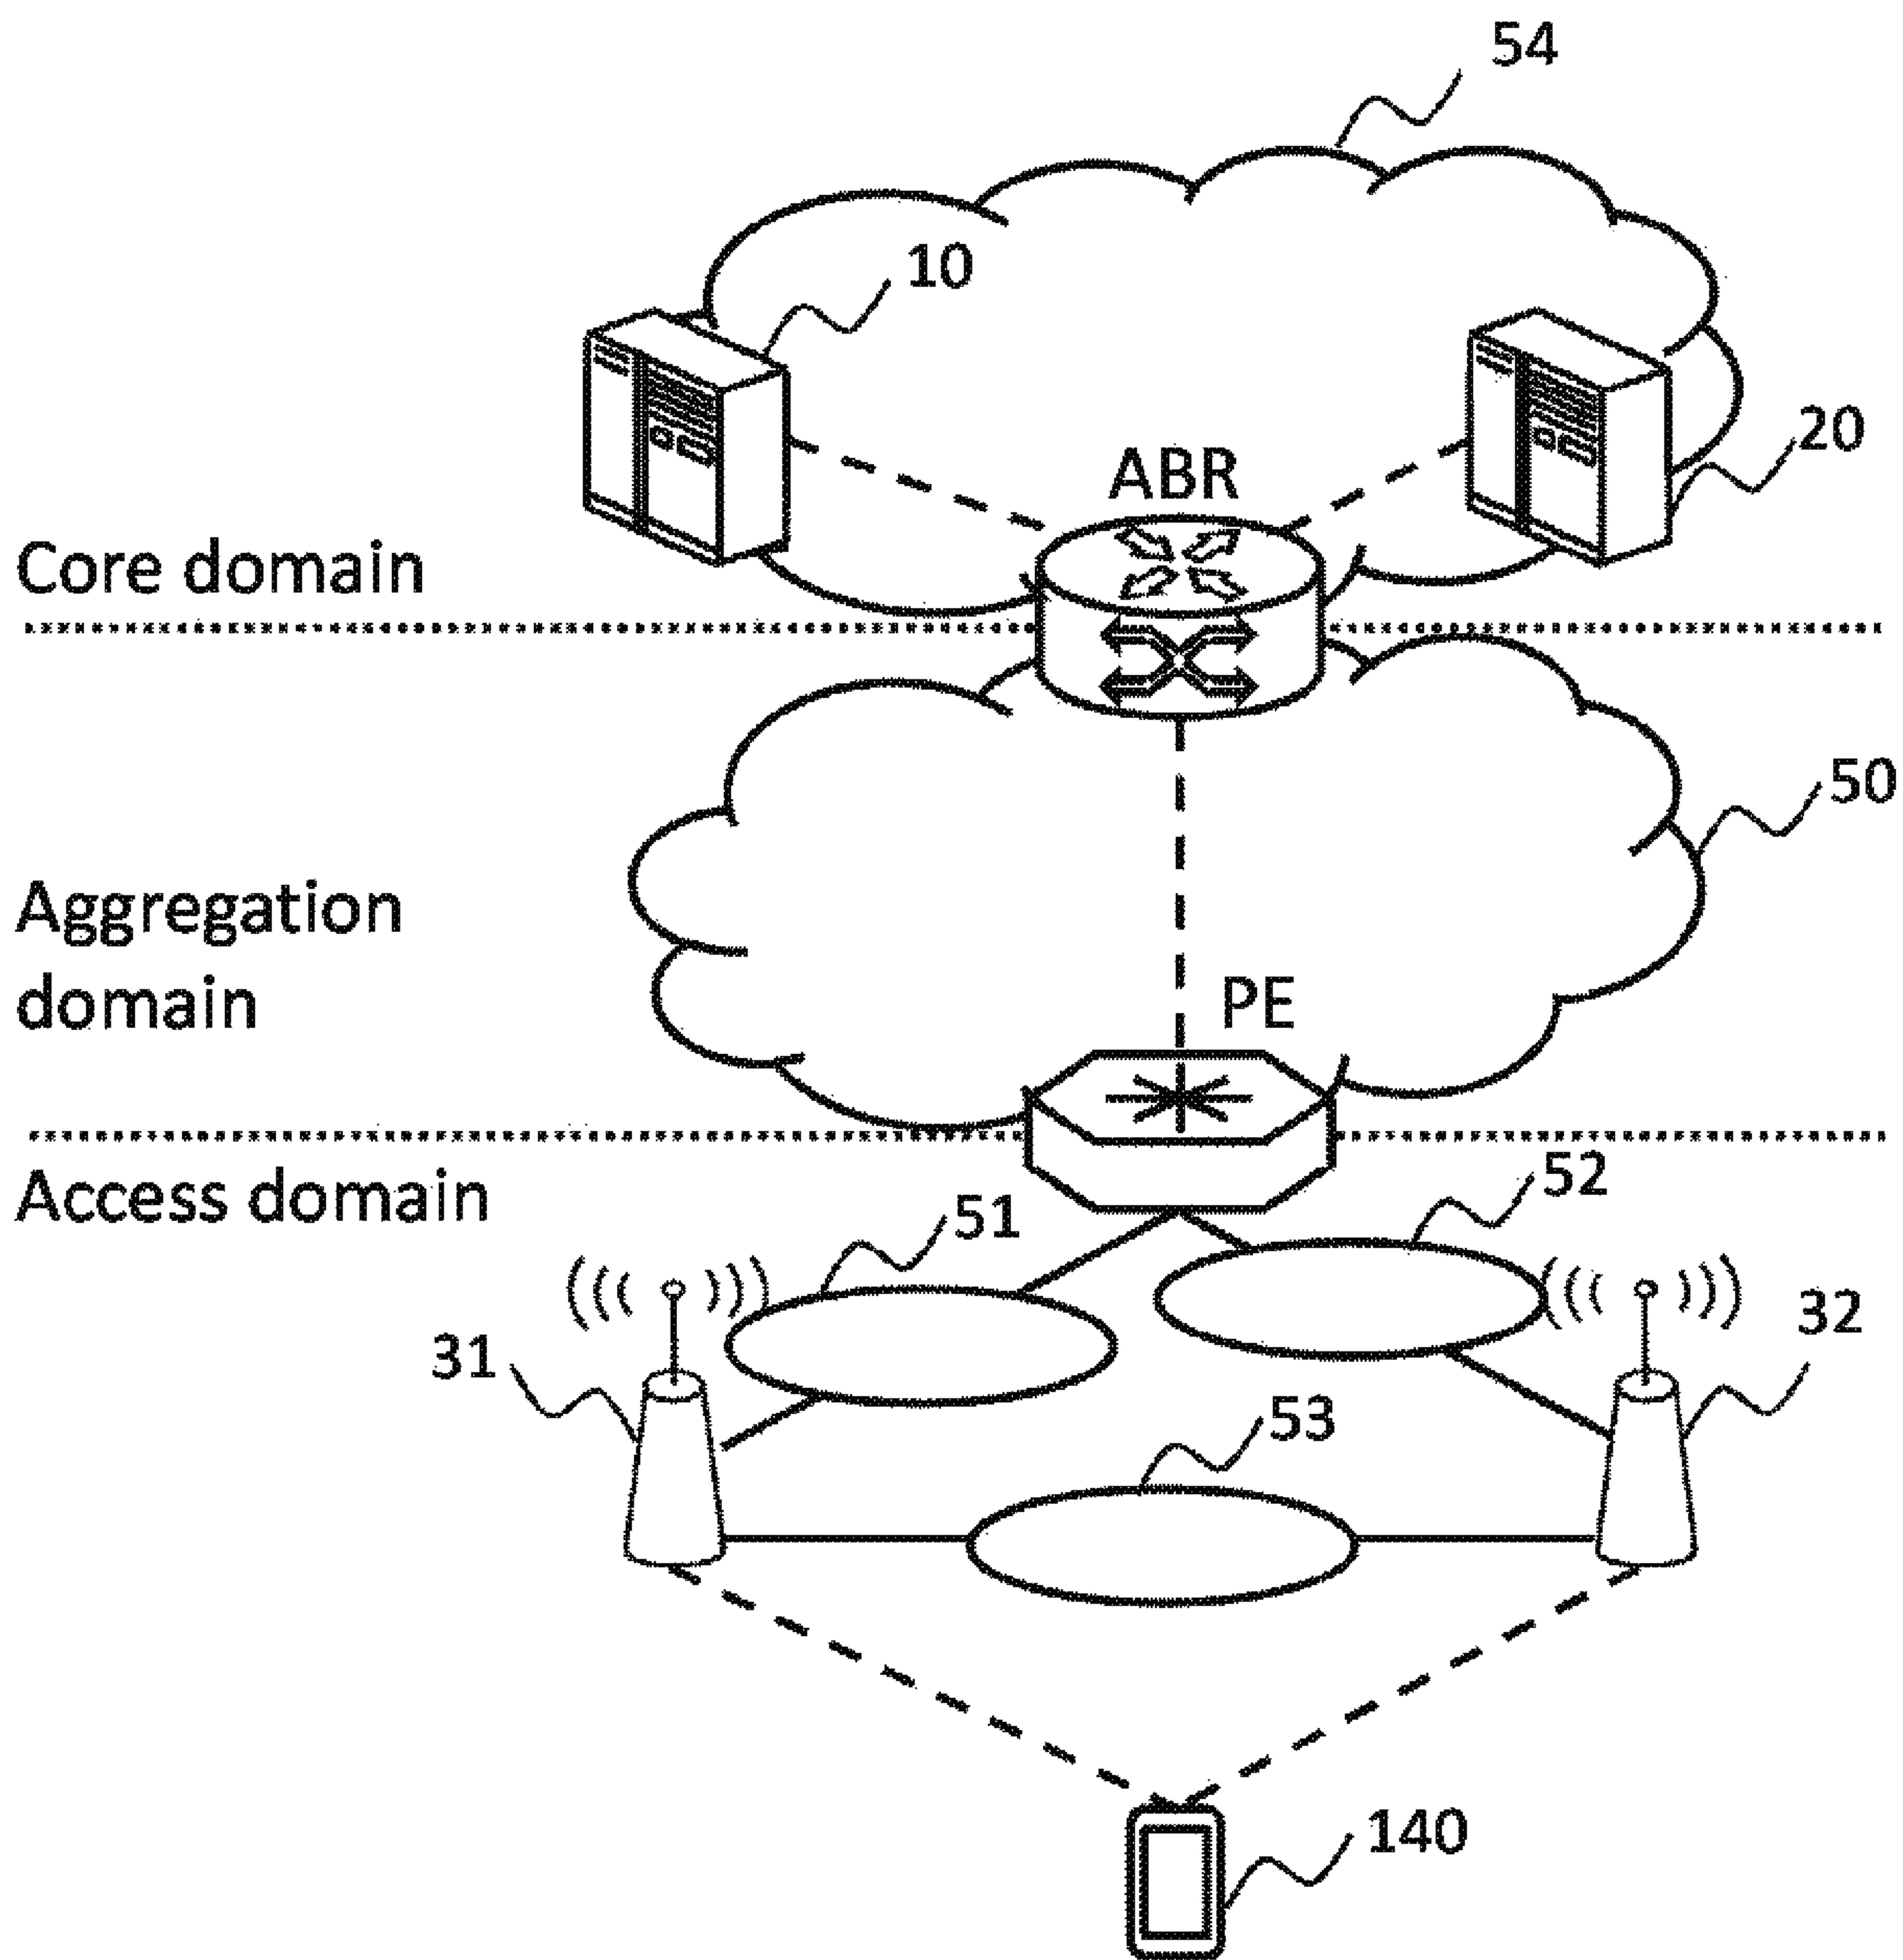 54
10
20
ABR
Core domain
50
Aggregation
domain
PE
Access domain
52
51
31
32
53
140